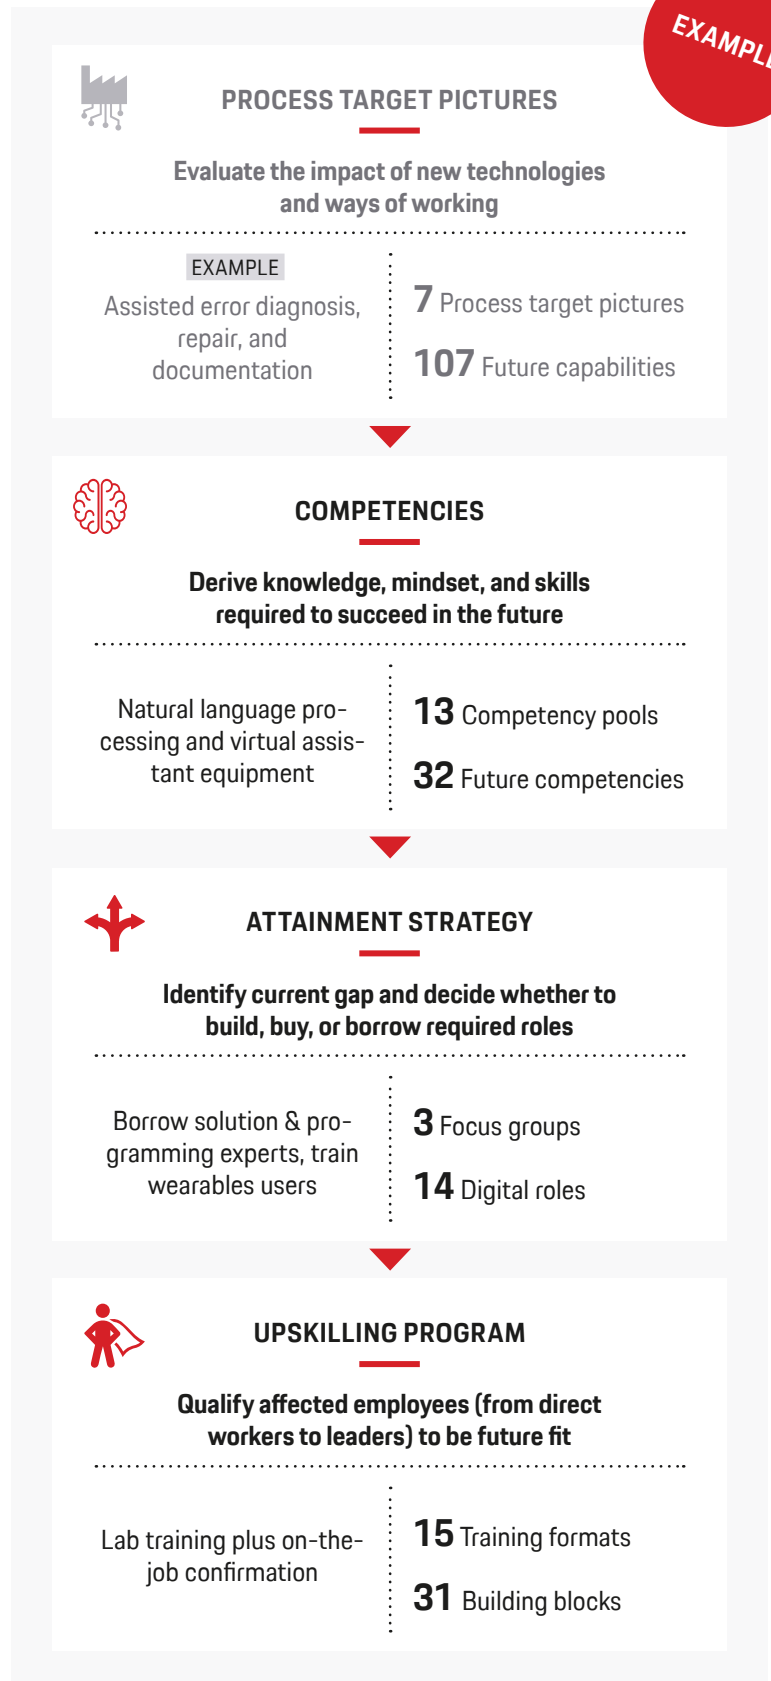 EXAMPLE
PROCESS TARGET PICTURES
Evaluate the impact of new technologies
and ways of working
EXAMPLE
Assisted error diagnosis,
repair, and
documentation
7 Process target pictures
107 Future capabilities
COMPETENCIES
Derive knowledge, mindset, and skills
required to succeed in the future
Natural language pro-
cessing and virtual assis-
tant equipment
13 Competency pools
32 Future competencies
ATTAINMENT STRATEGY
Identify current gap and decide whether to
build, buy, or borrow required roles
Borrow solution & pro-
gramming experts, train
wearables users
3 Focus groups
14 Digital roles
UPSKILLING PROGRAM
Qualify affected employees (from direct
workers to leaders) to be future fit
Lab training plus on-the-
job confirmation
15 Training formats
31 Building blocks